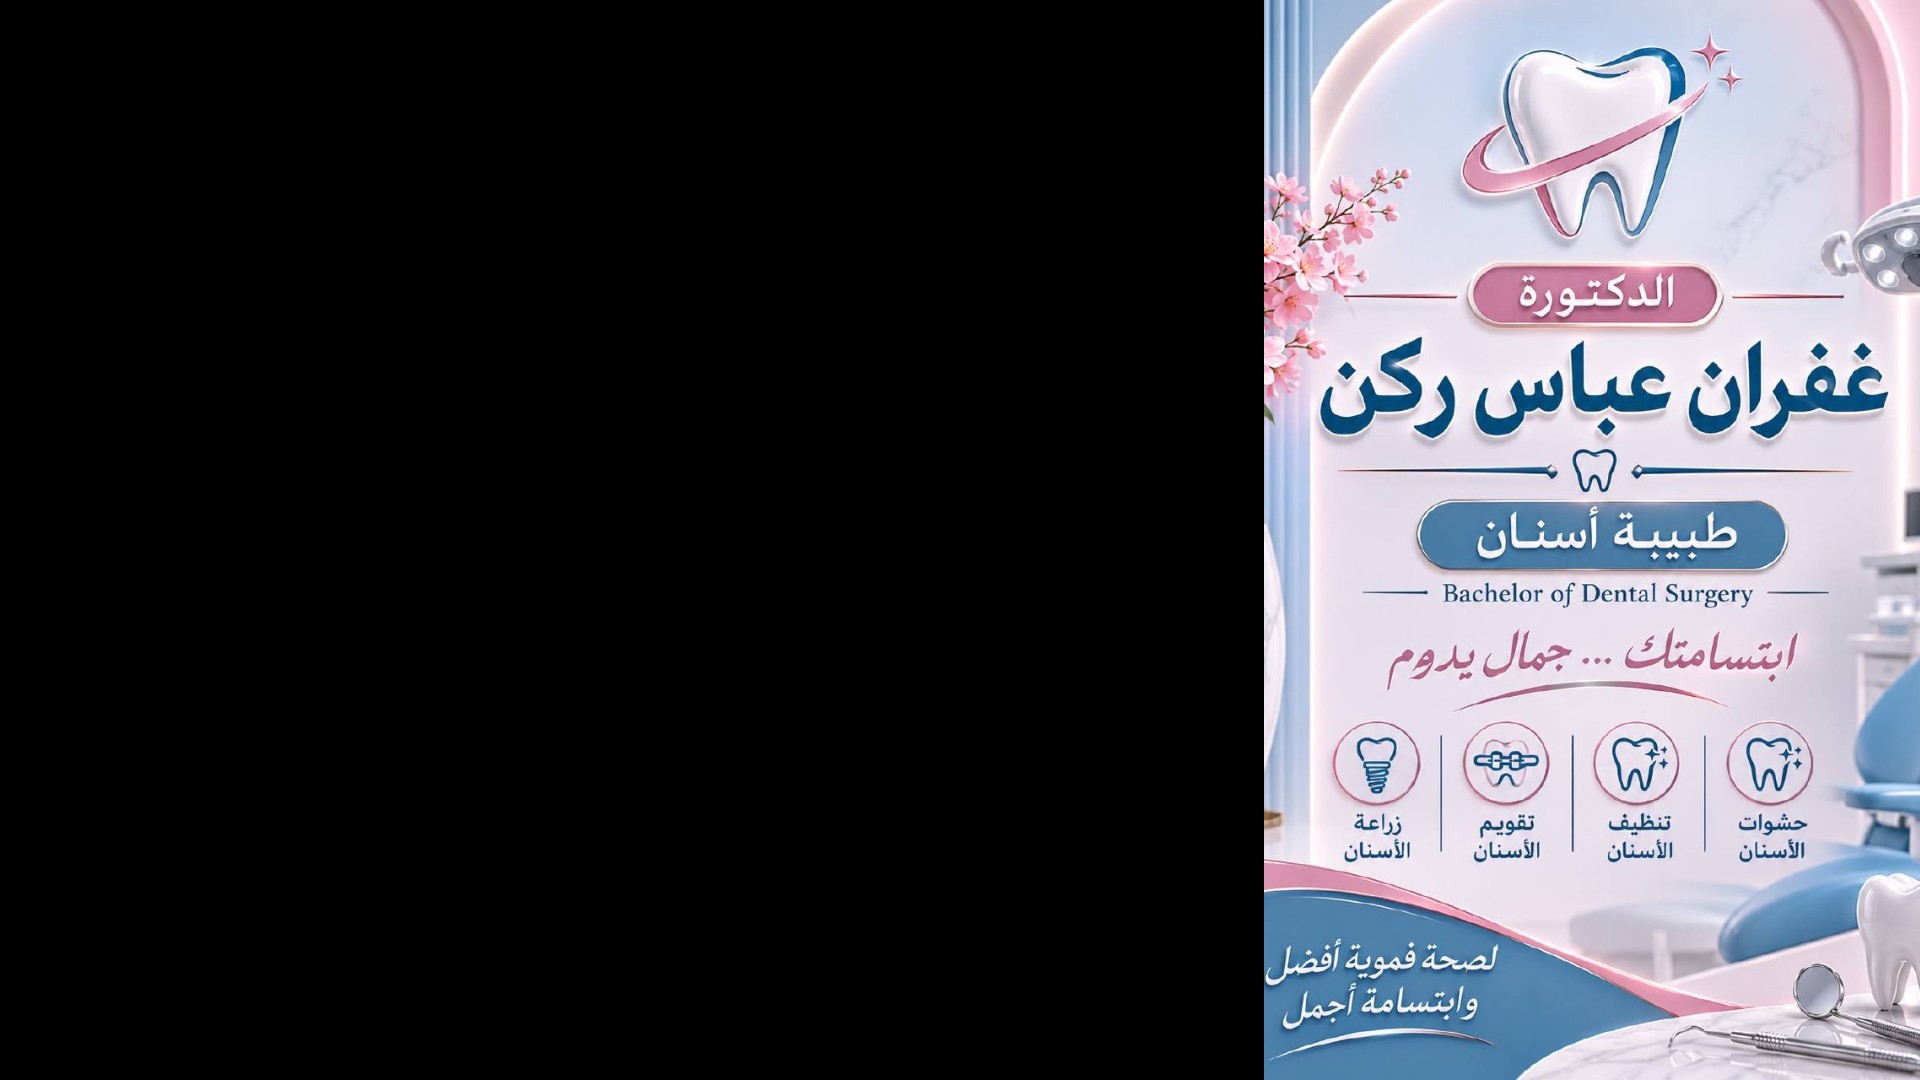 الدكتورة
غفران عباس ركن
طبيبة أسنان
Bachelor of Dental Surgery
ابتسامتك ... جمال يدوم
حشوات الأسنان
تنظيف الأسنان
تقويم الأسنان
زراعة الأسنان
لصحة فموية أفضل
وابتسامة أجمل